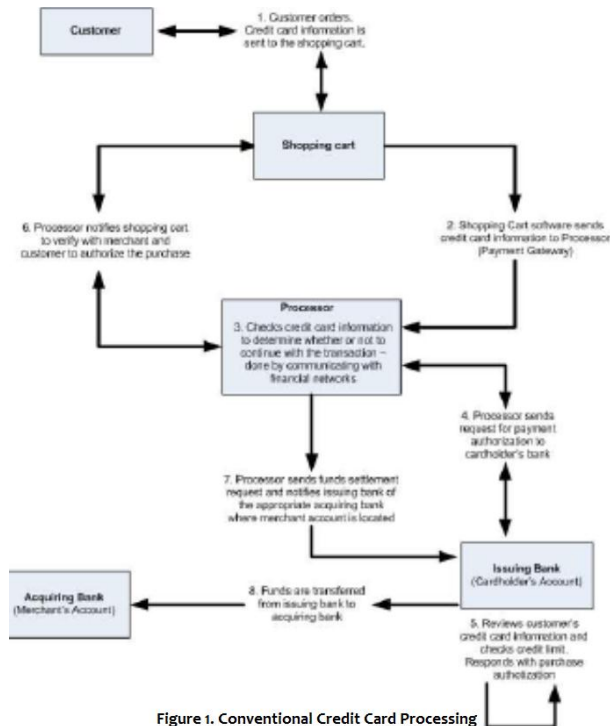 Customer
1. Customer orders.
Credit card information is
sent to the shopping cart.
Shopping cart
6. Processor notifies shopping cart
to verify with merchant and
customer to authorize the purchase
2. Shopping Cart software sends
credit card information to Processor
(Payment Gateway)
Processor
3. Checks credit card information
to determine whether or not to
continue with the transaction –
done by communicating with
financial networks
4. Processor sends
request for payment
authorization to
cardholder's bank
7. Processor sends funds settlement
request and notifies issuing bank of
the appropriate acquiring bank
where merchant account is located
Issuing Bank
(Cardholder's Account)
Acquiring Bank
(Merchant's Account)
8. Funds are transferred
from issuing bank to
acquiring bank
5. Reviews customer's
credit card information and
checks credit limit.
Responds with purchase
authorization
Figure 1. Conventional Credit Card Processing